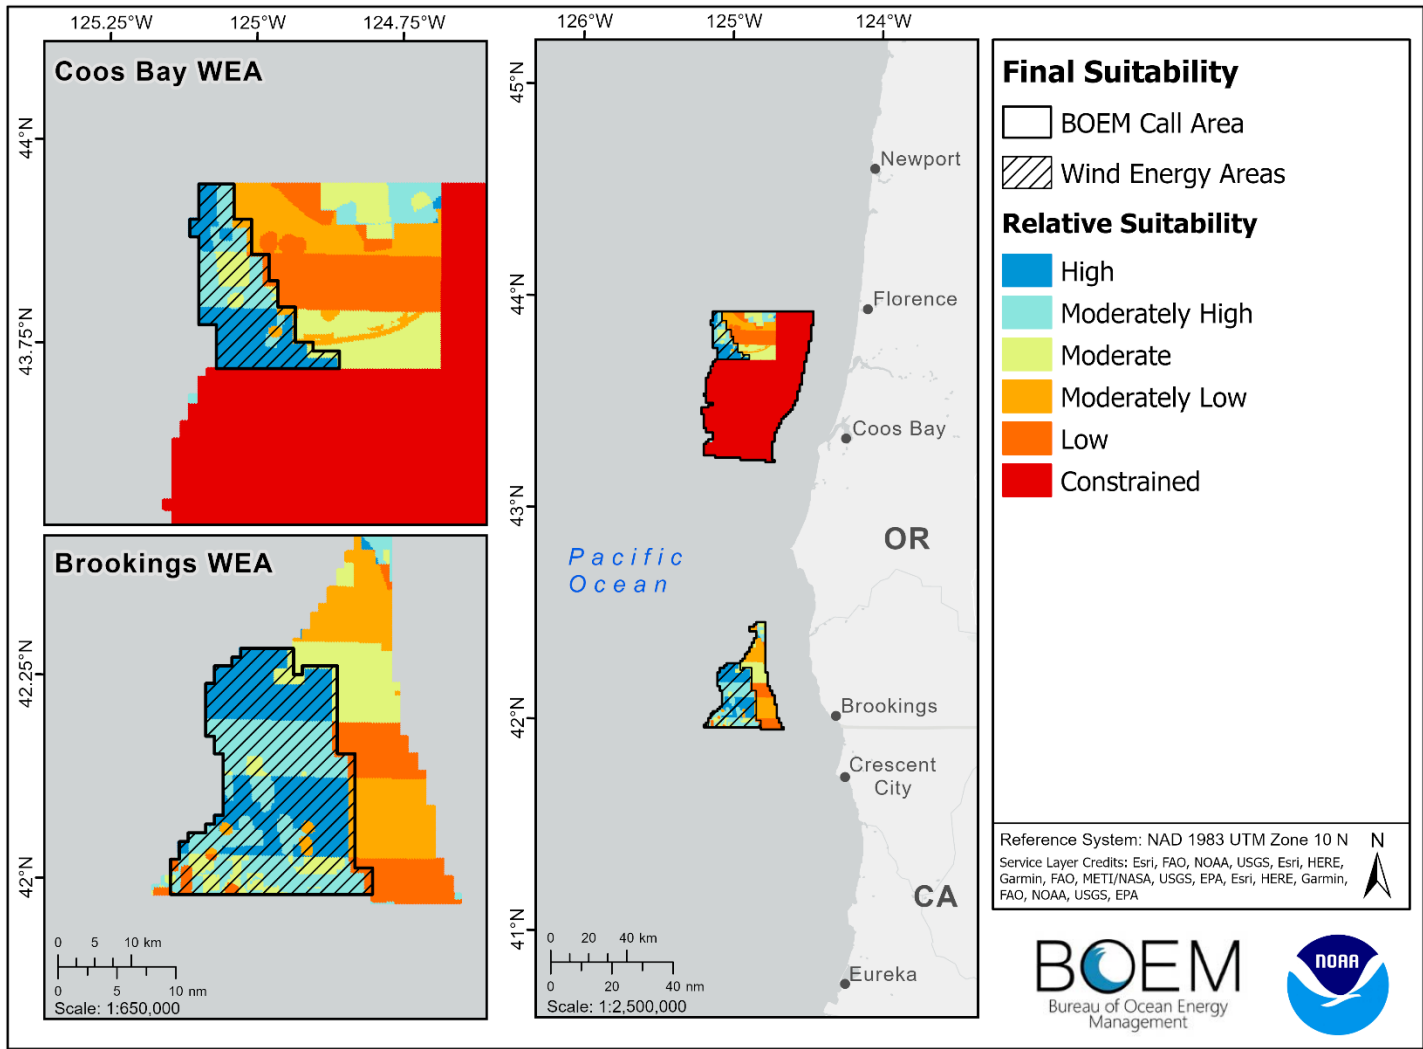 125.25°W 125°W 124.75°W
Coos Bay WEA
44°N
43.75°N
Brookings WEA
42.25°N
42°N
0 5 10 km
0 5 10 nm
Scale: 1:650,000
126°W 125°W 124°W
45°N
44°N
43°N
42°N
41°N
Newport
Florence
Coos Bay
OR
Pacific
Ocean
Brookings
Crescent
City
CA
Eureka
0 20 40 km
0 20 40 nm
Scale: 1:2,500,000
Final Suitability
BOEM Call Area
Wind Energy Areas
Relative Suitability
High
Moderately High
Moderate
Moderately Low
Low
Constrained
Reference System: NAD 1983 UTM Zone 10 N
N
Service Layer Credits: Esri, FAO, NOAA, USGS, Esri, HERE,
Garmin, FAO, METI/NASA, USGS, EPA, Esri, HERE, Garmin,
FAO, NOAA, USGS, EPA
BOEM
Bureau of Ocean Energy
Management
NOAA